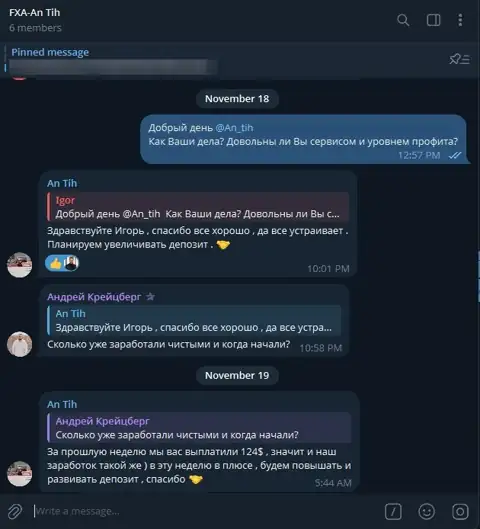 FXA-An Tih
6 members
Pinned message
November 18
Добрый день @An_tih
Как Ваши дела? Довольны ли Вы сервисом и уровнем профита?
12:57 PM
An Tih
Igor
Добрый день @An_tih Как Ваши дела? Довольны ли Вы с...
Здравствуйте Игорь , спасибо все хорошо , да все устраивает .
Планируем увеличивать депозит . 🤝
👍
10:01 PM
Андрей Крейцберг
An Tih
Здравствуйте Игорь , спасибо все хорошо , да все устра...
Сколько уже заработали чистыми и когда начали?
10:58 PM
November 19
An Tih
Андрей Крейцберг
Сколько уже заработали чистыми и когда начали?
За прошлую неделю мы вас выплатили 124$ , значит и наш
заработок такой же ) в эту неделю в плюсе , будем повышать и
развивать депозит , спасибо 🤝
5:44 AM
Write a message...